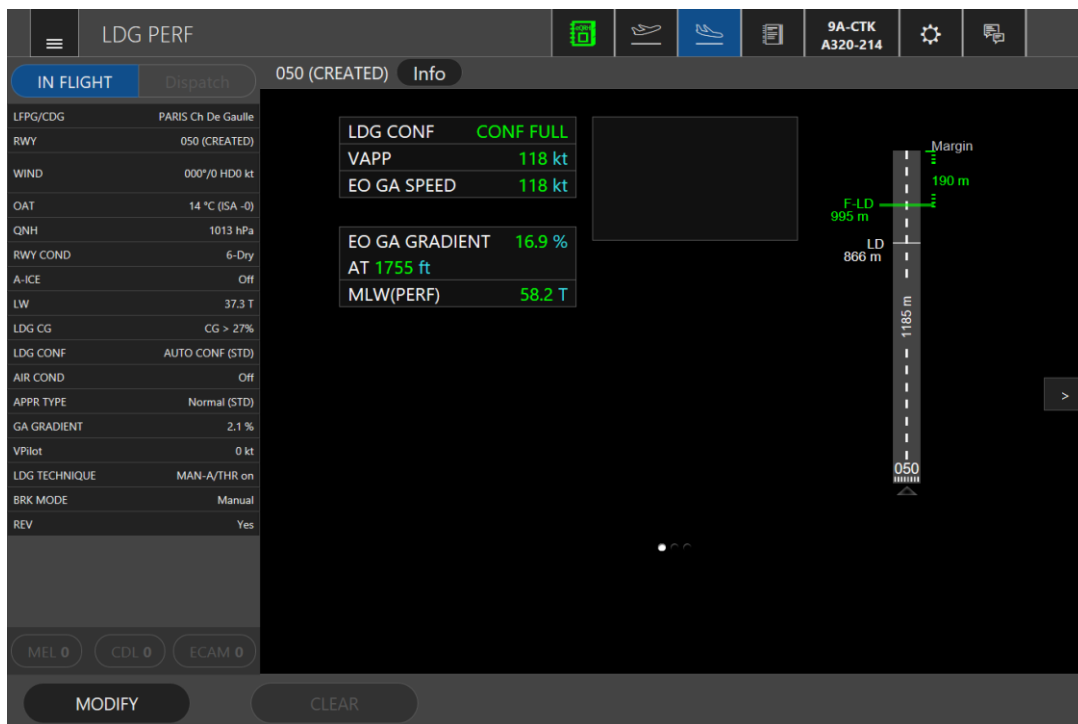 LDG PERF
9A-CTK
A320-214
IN FLIGHT Dispatch
050 (CREATED) Info
LFPG/CDG PARIS Ch De Gaulle
RWY 050 (CREATED)
WIND 000°/0 HD0 kt
OAT 14 °C (ISA -0)
QNH 1013 hPa
RWY COND 6-Dry
A-ICE Off
LW 37.3 T
LDG CG CG > 27%
LDG CONF AUTO CONF (STD)
AIR COND Off
APPR TYPE Normal (STD)
GA GRADIENT 2.1 %
VPilot 0 kt
LDG TECHNIQUE MAN-A/THR on
BRK MODE Manual
REV Yes
MEL 0 CDL 0 ECAM 0
LDG CONF CONF FULL
VAPP 118 kt
EO GA SPEED 118 kt
EO GA GRADIENT 16.9 %
AT 1755 ft
MLW(PERF) 58.2 T
Margin
190 m
F-LD
995 m
LD
866 m
1185 m
050
>
MODIFY CLEAR